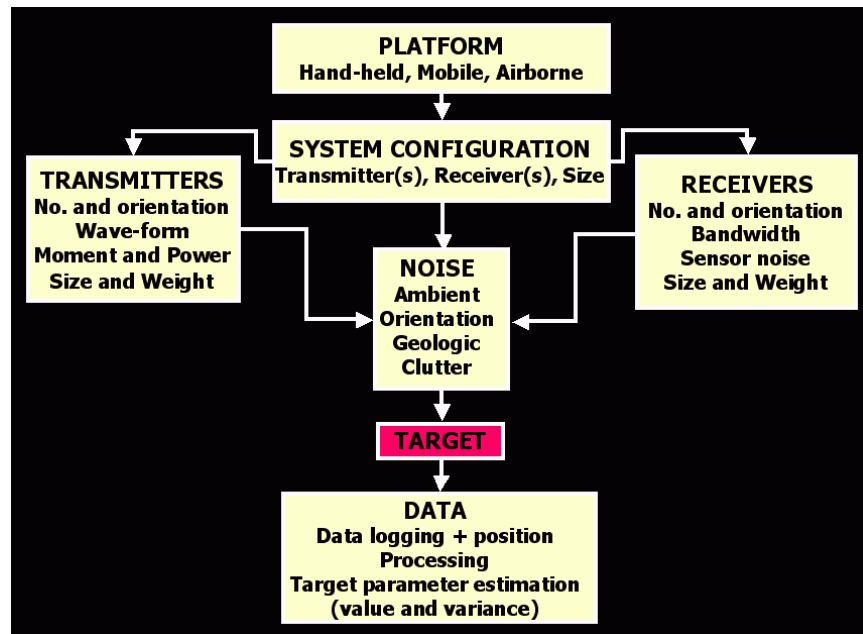 PLATFORM
Hand-held, Mobile, Airborne
SYSTEM CONFIGURATION
Transmitter(s), Receiver(s), Size
TRANSMITTERS
No. and orientation
Wave-form
Moment and Power
Size and Weight
RECEIVERS
No. and orientation
Bandwidth
Sensor noise
Size and Weight
NOISE
Ambient
Orientation
Geologic
Clutter
TARGET
DATA
Data logging + position
Processing
Target parameter estimation
(value and variance)